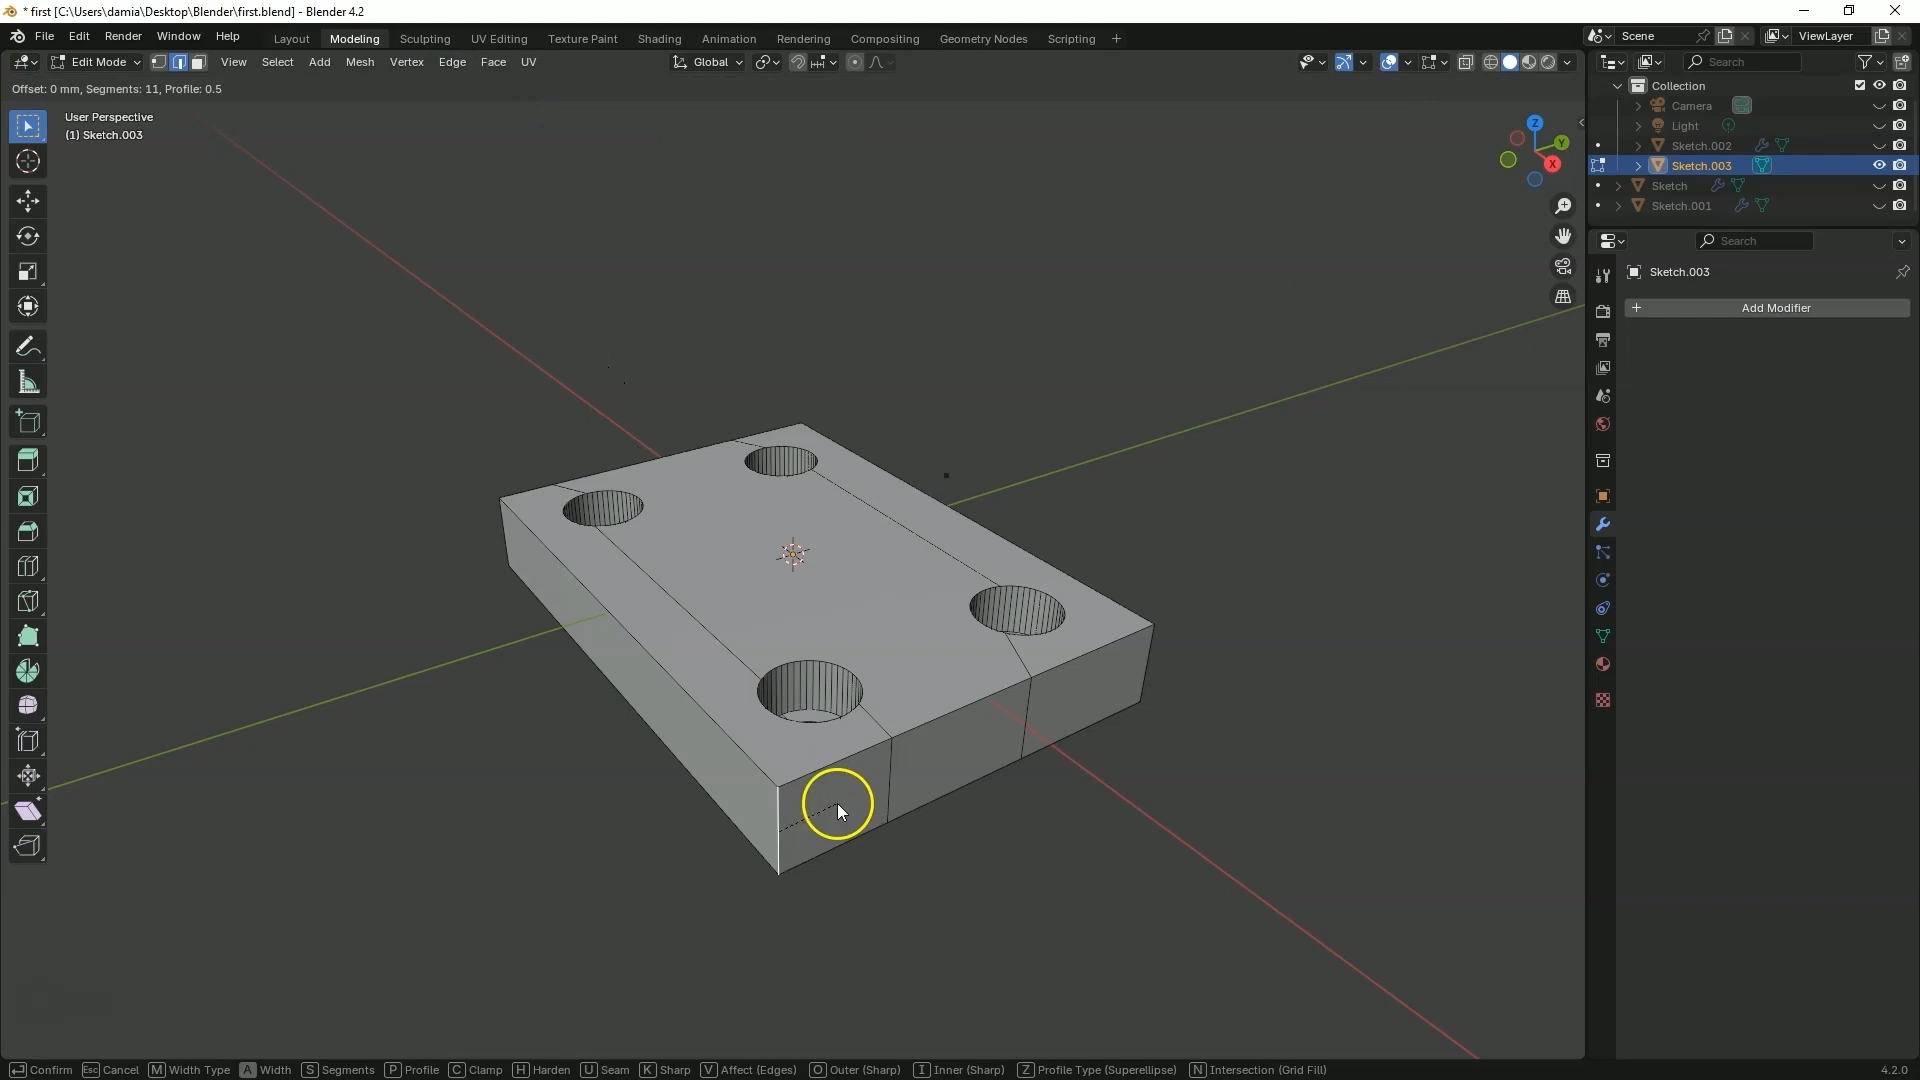 * first [C:\Users\damia\Desktop\Blender\first.blend] - Blender 4.2
File Edit Render Window Help
Layout Modeling Sculpting UV Editing Texture Paint Shading Animation Rendering Compositing Geometry Nodes Scripting +
Scene
ViewLayer
Edit Mode View Select Add Mesh Vertex Edge Face UV
Global
Search
Offset: 0 mm, Segments: 11, Profile: 0.5
User Perspective
(1) Sketch.003
Z
Y
X
Collection
Camera
Light
Sketch.002
Sketch.003
Sketch
Sketch.001
Search
Sketch.003
+ Add Modifier
Confirm Esc Cancel M Width Type A Width S Segments P Profile C Clamp H Harden U Seam K Sharp V Affect (Edges) O Outer (Sharp) I Inner (Sharp) Z Profile Type (Superellipse) N Intersection (Grid Fill)
4.2.0